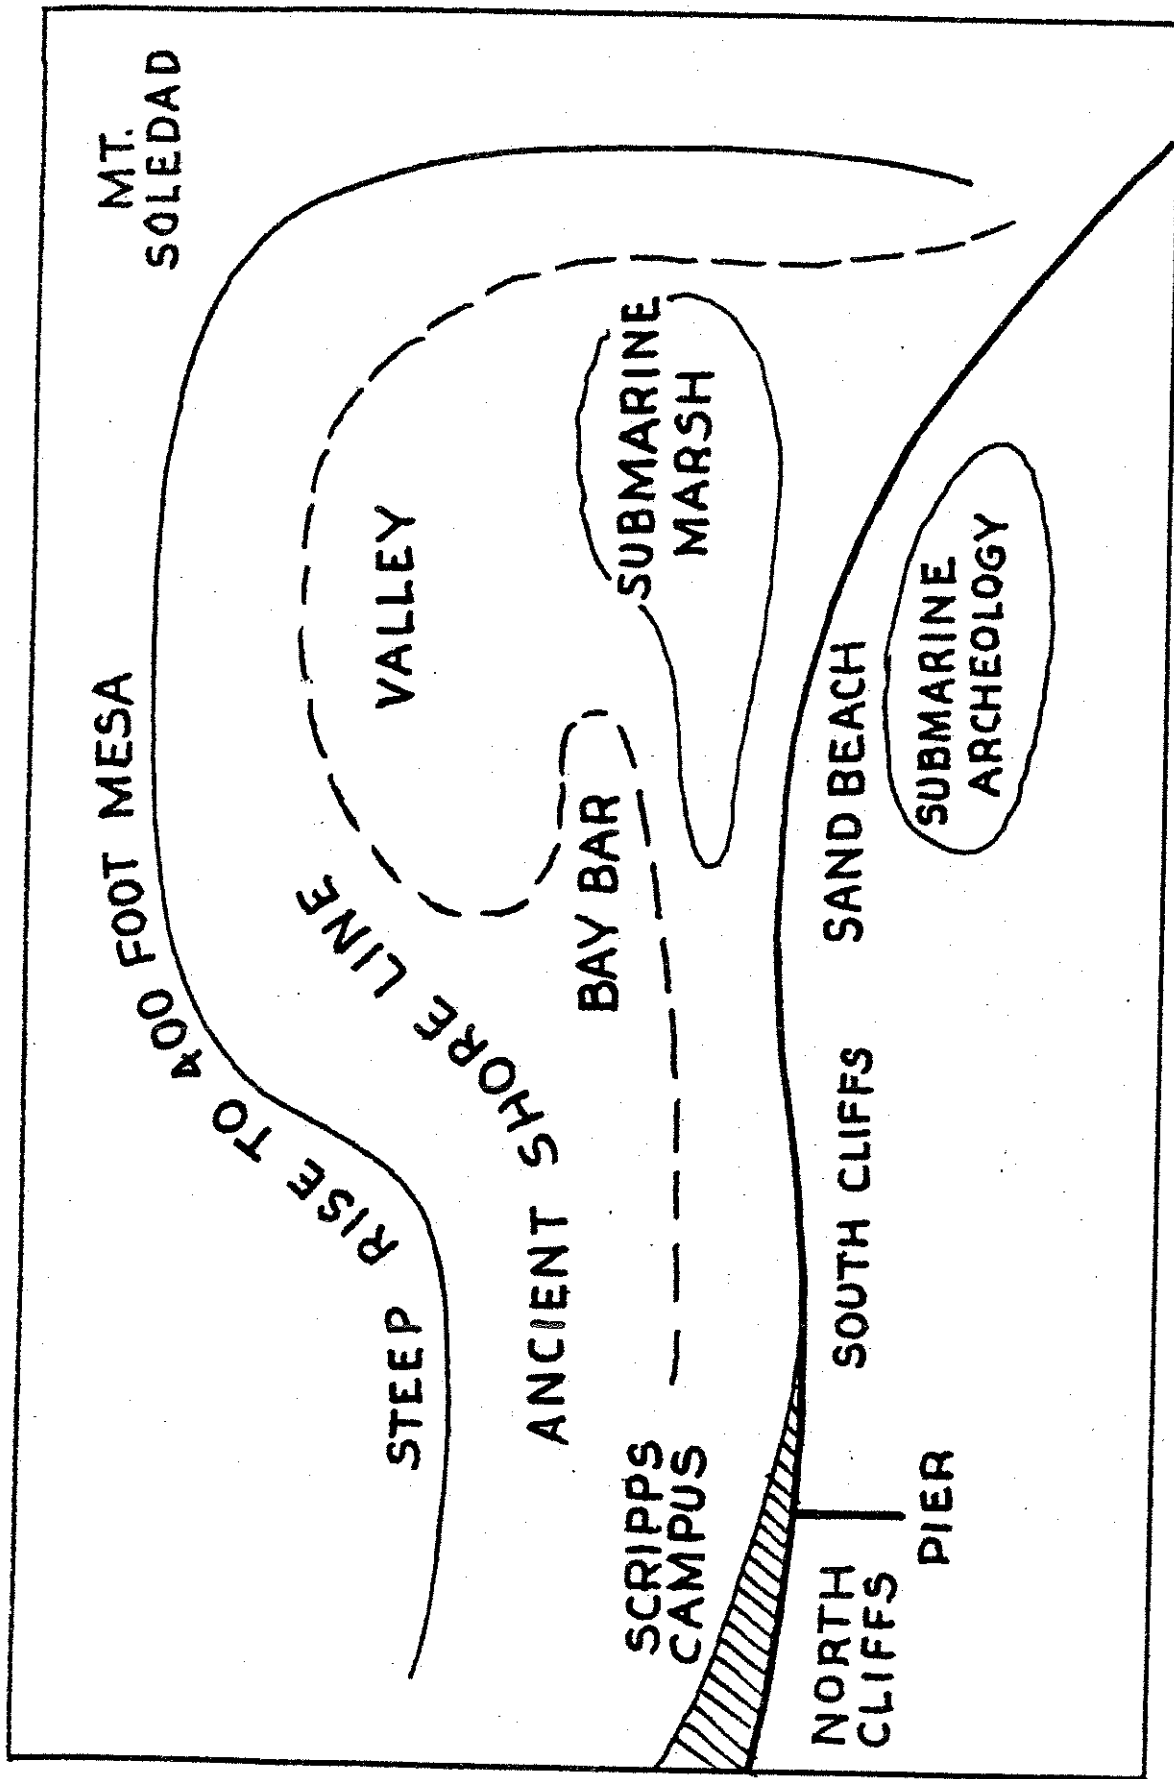 MT.
SOLEDAD
STEEP RISE TO 400 FOOT MESA
VALLEY
ANCIENT SHORE LINE
SUBMARINE
MARSH
BAY BAR
SCRIPPS
CAMPUS
NORTH
CLIFFS
PIER
SOUTH CLIFFS
SAND BEACH
SUBMARINE
ARCHEOLOGY